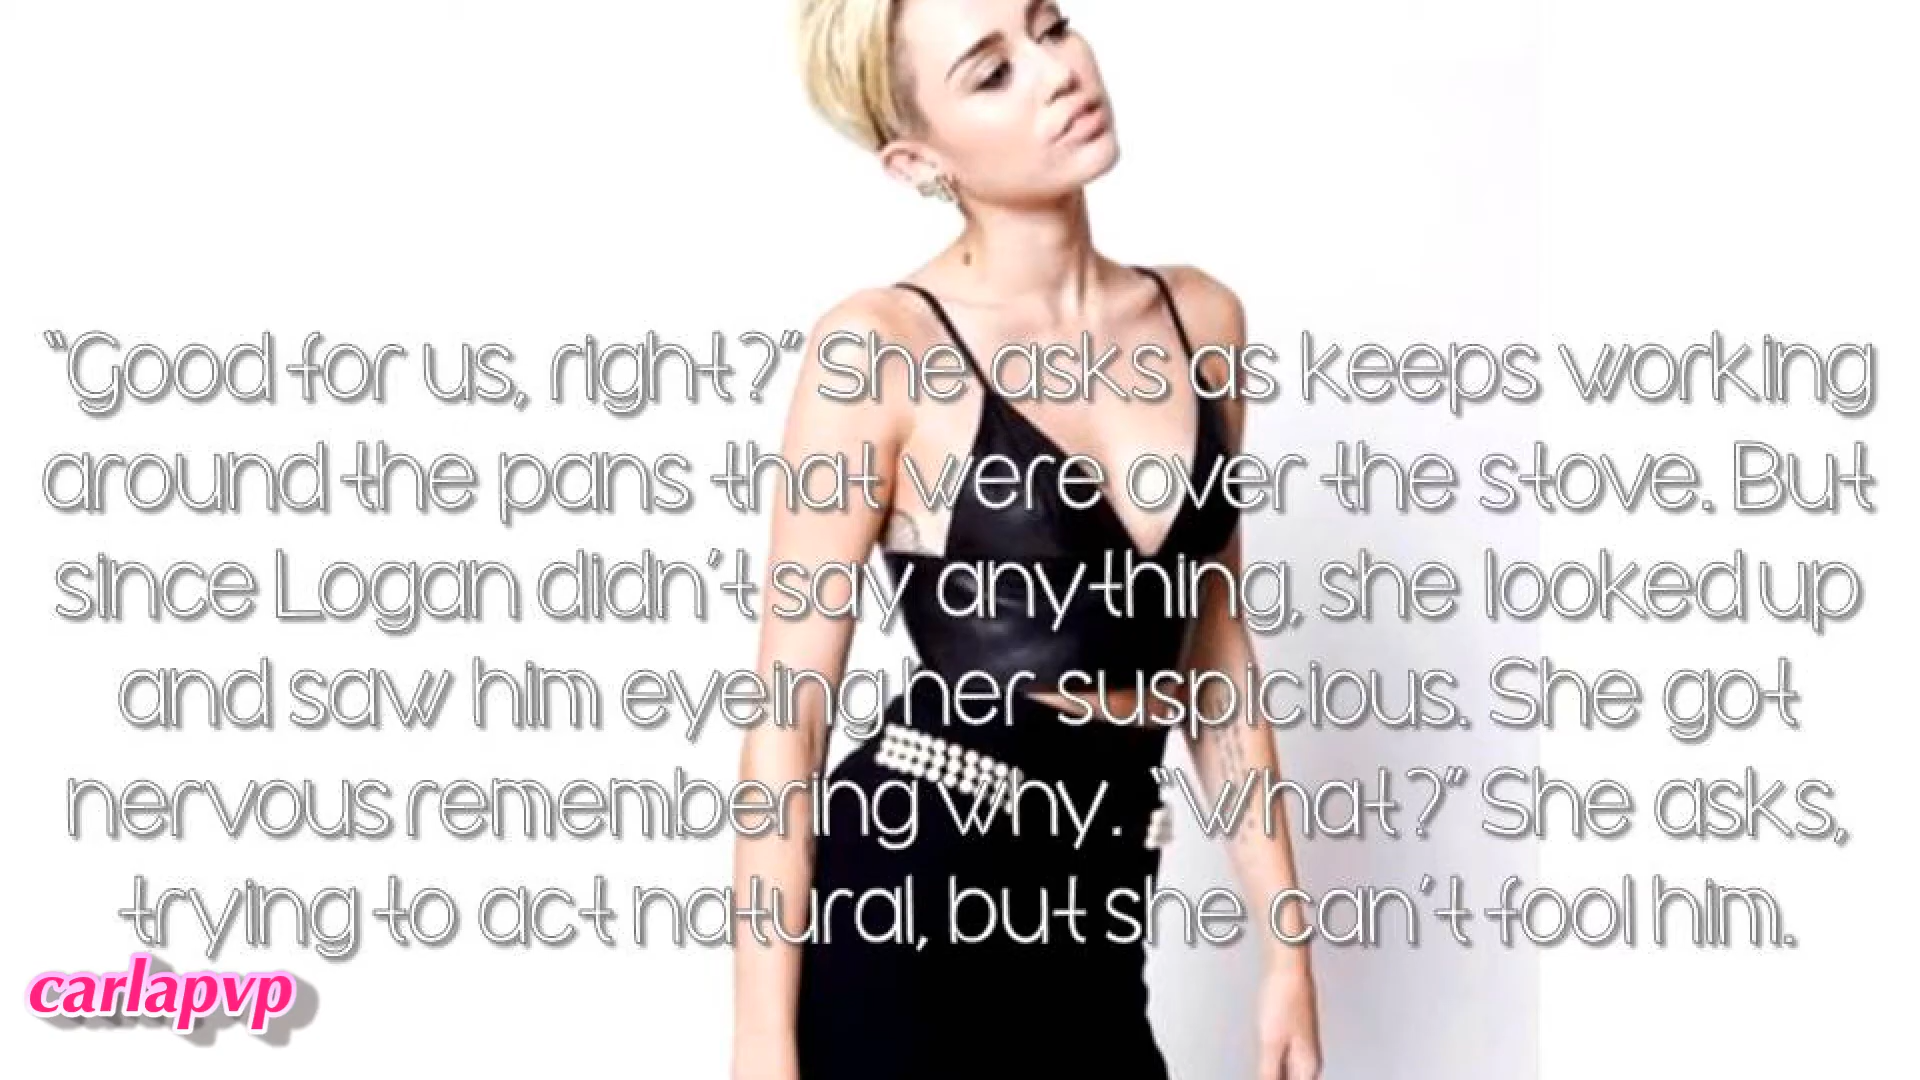 “Good for us, right?” She asks as keeps working
around the pans that were over the stove. But
since Logan didn’t say anything, she looked up
and saw him eyeing her suspicious. She got
nervous remembering why. “What?” She asks,
trying to act natural, but she can’t fool him.
carlapvp